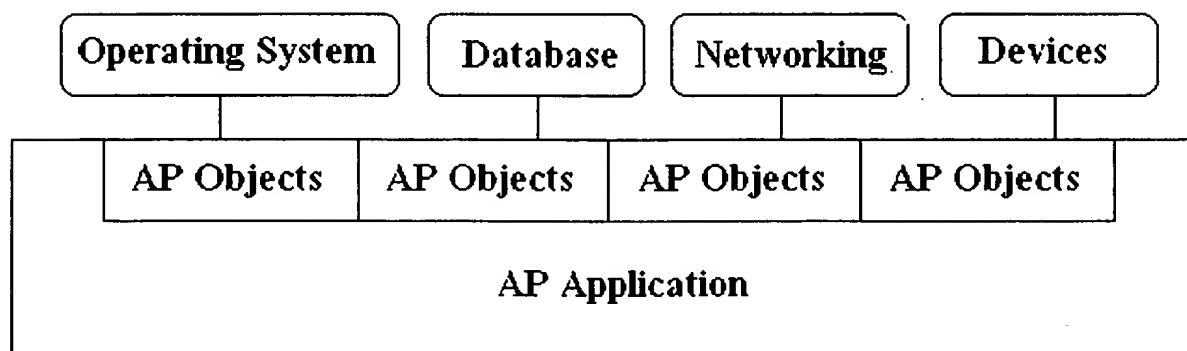 Operating System
Database
Networking
Devices
AP Objects
AP Objects
AP Objects
AP Objects
AP Application